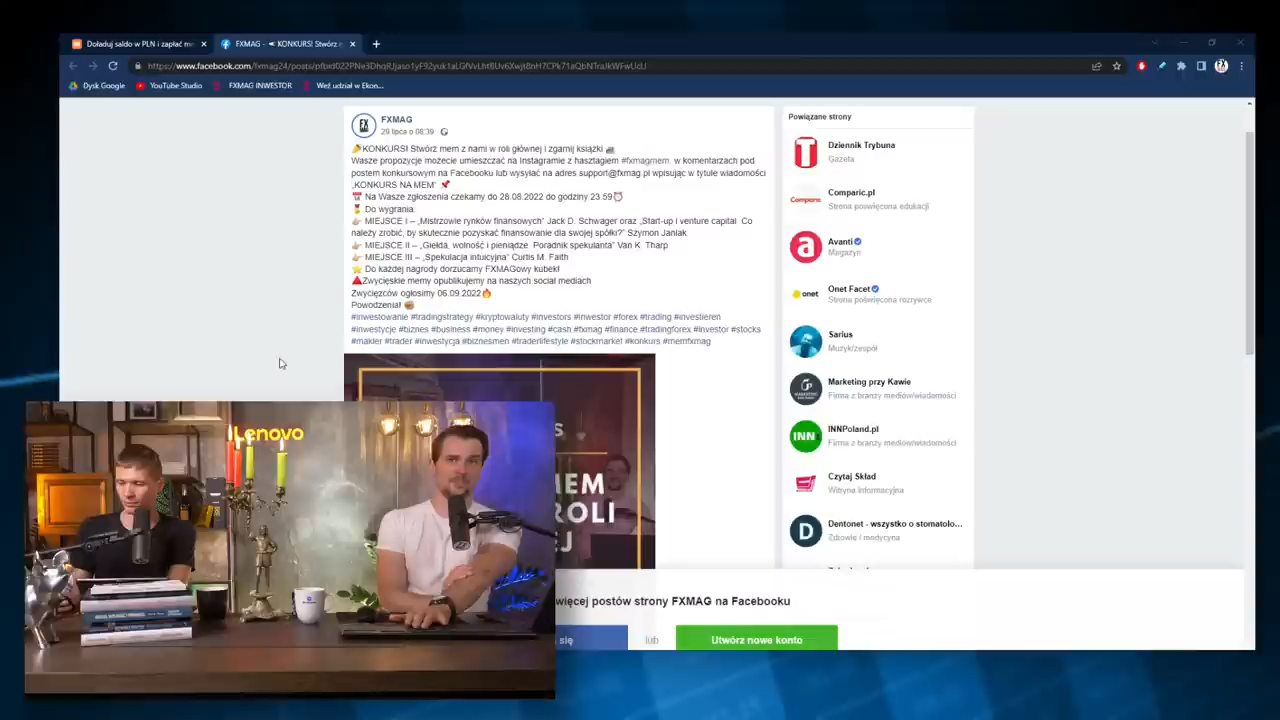 Doładuj saldo w PLN i zapłać
FXMAG - KONKURS! Stwórz
Dysk Google
YouTube Studio
FXMAG INWESTOR
Weź udział w Ekon...
FXMAG
29 lipca o 08:39
KONKURS! Stwórz mem z nami w roli głównej i zgarnij książki
Wasze propozycje możecie umieszczać na Instagramie z hasztagiem #fxmagmem. w komentarzach pod
postem konkursowym na Facebooku lub wysyłać na adres support@fxmag.pl wpisując w tytule wiadomości
„KONKURS NA MEM”
Na Wasze zgłoszenia czekamy do 28.08.2022 do godziny 23:59
Do wygrania:
MIEJSCE I – „Mistrzowie rynków finansowych” Jack D. Schwager oraz „Start-up i venture capital. Co
należy zrobić, by skutecznie pozyskać finansowanie dla swojej spółki?” Szymon Janiak
MIEJSCE II – „Giełda, wolność i pieniądze. Poradnik spekulanta” Van K. Tharp
MIEJSCE III – „Spekulacja intuicyjna” Curtis M. Faith
Do każdej nagrody dorzucamy FXMAGowy kubek!
Zwycięskie memy opublikujemy na naszych social mediach
Zwycięzców ogłosimy 06.09.2022
Powodzenia!
#inwestowanie #tradingstrategy #kryptowaluty #investors #inwestor #forex #trading #investieren
#inwestycje #biznes #business #money #investing #cash #fxmag #finance #tradingforex #investor #stocks
#makler #trader #inwestycja #biznesmen #traderlifestyle #stockmarket #konkurs #memfxmag
Powiązane strony
Dziennik Trybuna
Gazeta
Comparic.pl
Strona poświęcona edukacji
Avanti
Magazyn
Onet Facet
Strona poświęcona rozrywce
Sarius
Muzyk/zespół
Marketing przy Kawie
Firma z branży mediów/wiadomości
INNPoland.pl
Firma z branży mediów/wiadomości
Czytaj Skład
Witryna informacyjna
Dentonet - wszystko o stomatolo...
Zdrowie i medycyna
Lenovo
więcej postów strony FXMAG na Facebooku
się
lub
Utwórz nowe konto